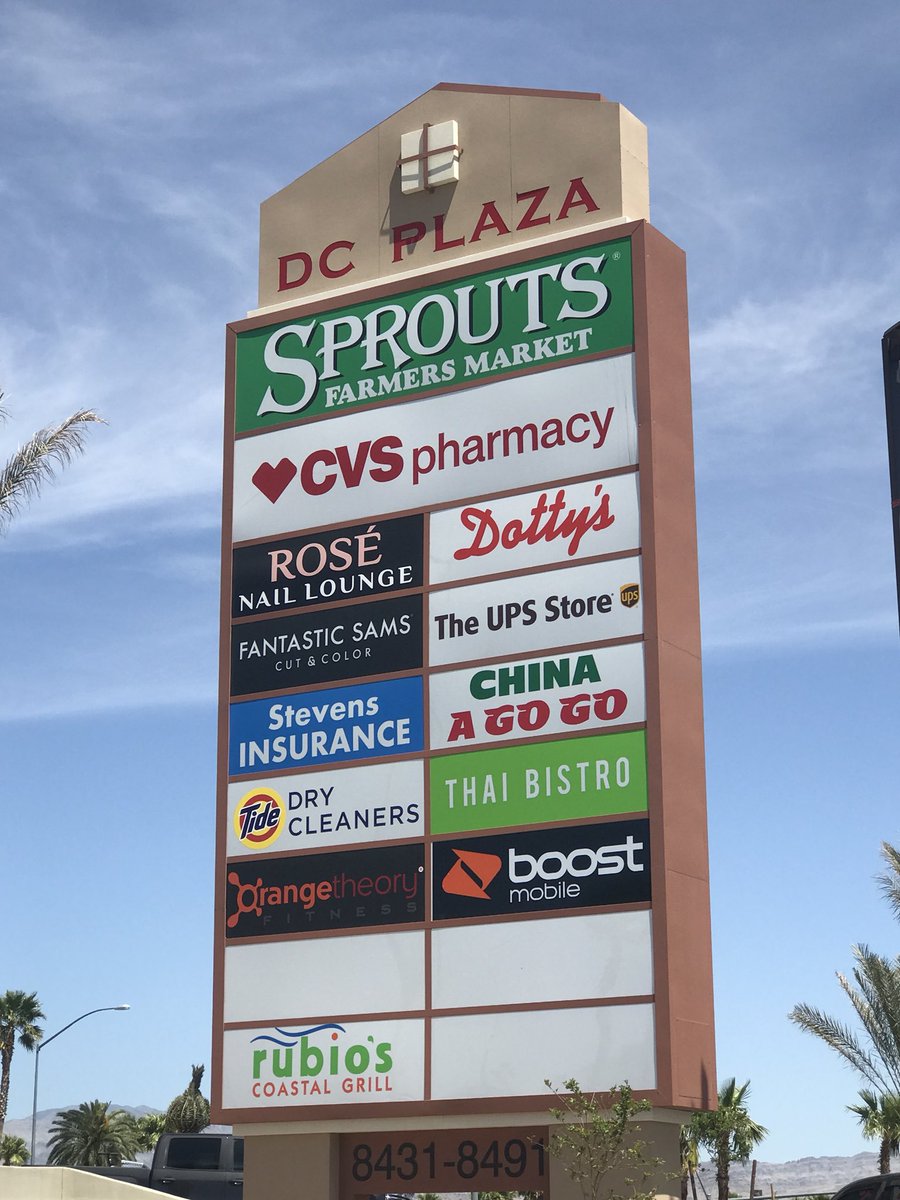 DC PLAZA
SPROUTS®
FARMERS MARKET
CVS pharmacy
ROSÉ
NAIL LOUNGE
Dotty's
FANTASTIC SAMS
CUT & COLOR
The UPS Store ups
Stevens
INSURANCE
CHINA
A GO GO
Tide DRY
CLEANERS
THAI BISTRO
Orangetheory
FITNESS
boost
mobile
rubio's
COASTAL GRILL
8431-8491